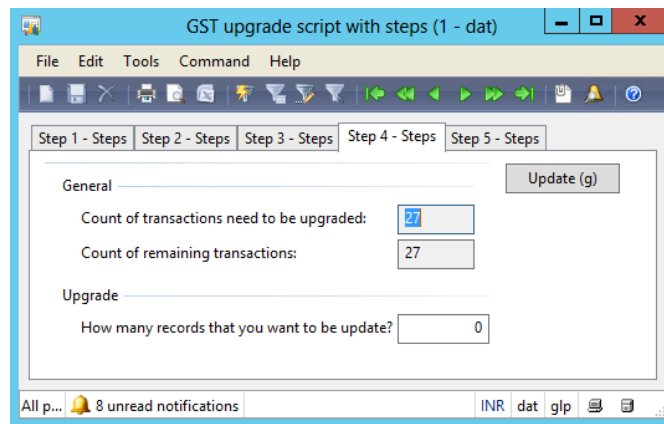 GST upgrade script with steps (1 - dat)
File Edit Tools Command Help
Step 1 - Steps Step 2 - Steps Step 3 - Steps Step 4 - Steps Step 5 - Steps
Update (g)
General
Count of transactions need to be upgraded: 27
Count of remaining transactions: 27
Upgrade
How many records that you want to be update? 0
All p... 8 unread notifications INR dat glp